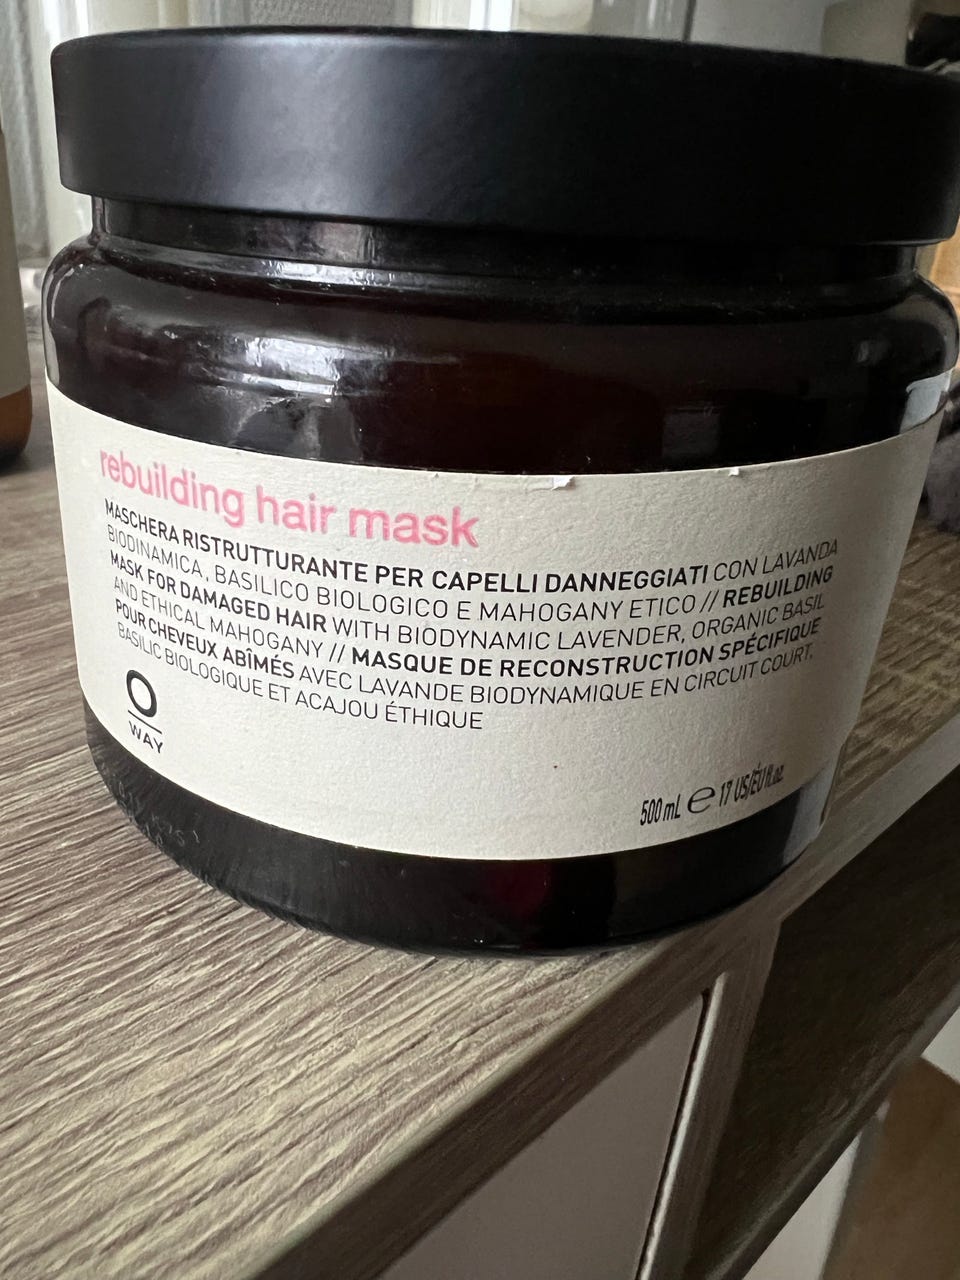 rebuilding hair mask
MASCHERA RISTRUTTURANTE PER CAPELLI DANNEGGIATI CON LAVANDA
BIODINAMICA, BASILICO BIOLOGICO E MAHOGANY ETICO // REBUILDING
MASK FOR DAMAGED HAIR WITH BIODYNAMIC LAVENDER, ORGANIC BASIL
AND ETHICAL MAHOGANY // MASQUE DE RECONSTRUCTION SPÉCIFIQUE
POUR CHEVEUX ABÎMÉS AVEC LAVANDE BIODYNAMIQUE EN CIRCUIT COURT,
BASILIC BIOLOGIQUE ET ACAJOU ÉTHIQUE
O
WAY
500 mL ℮ 17 US/EU fl.oz.